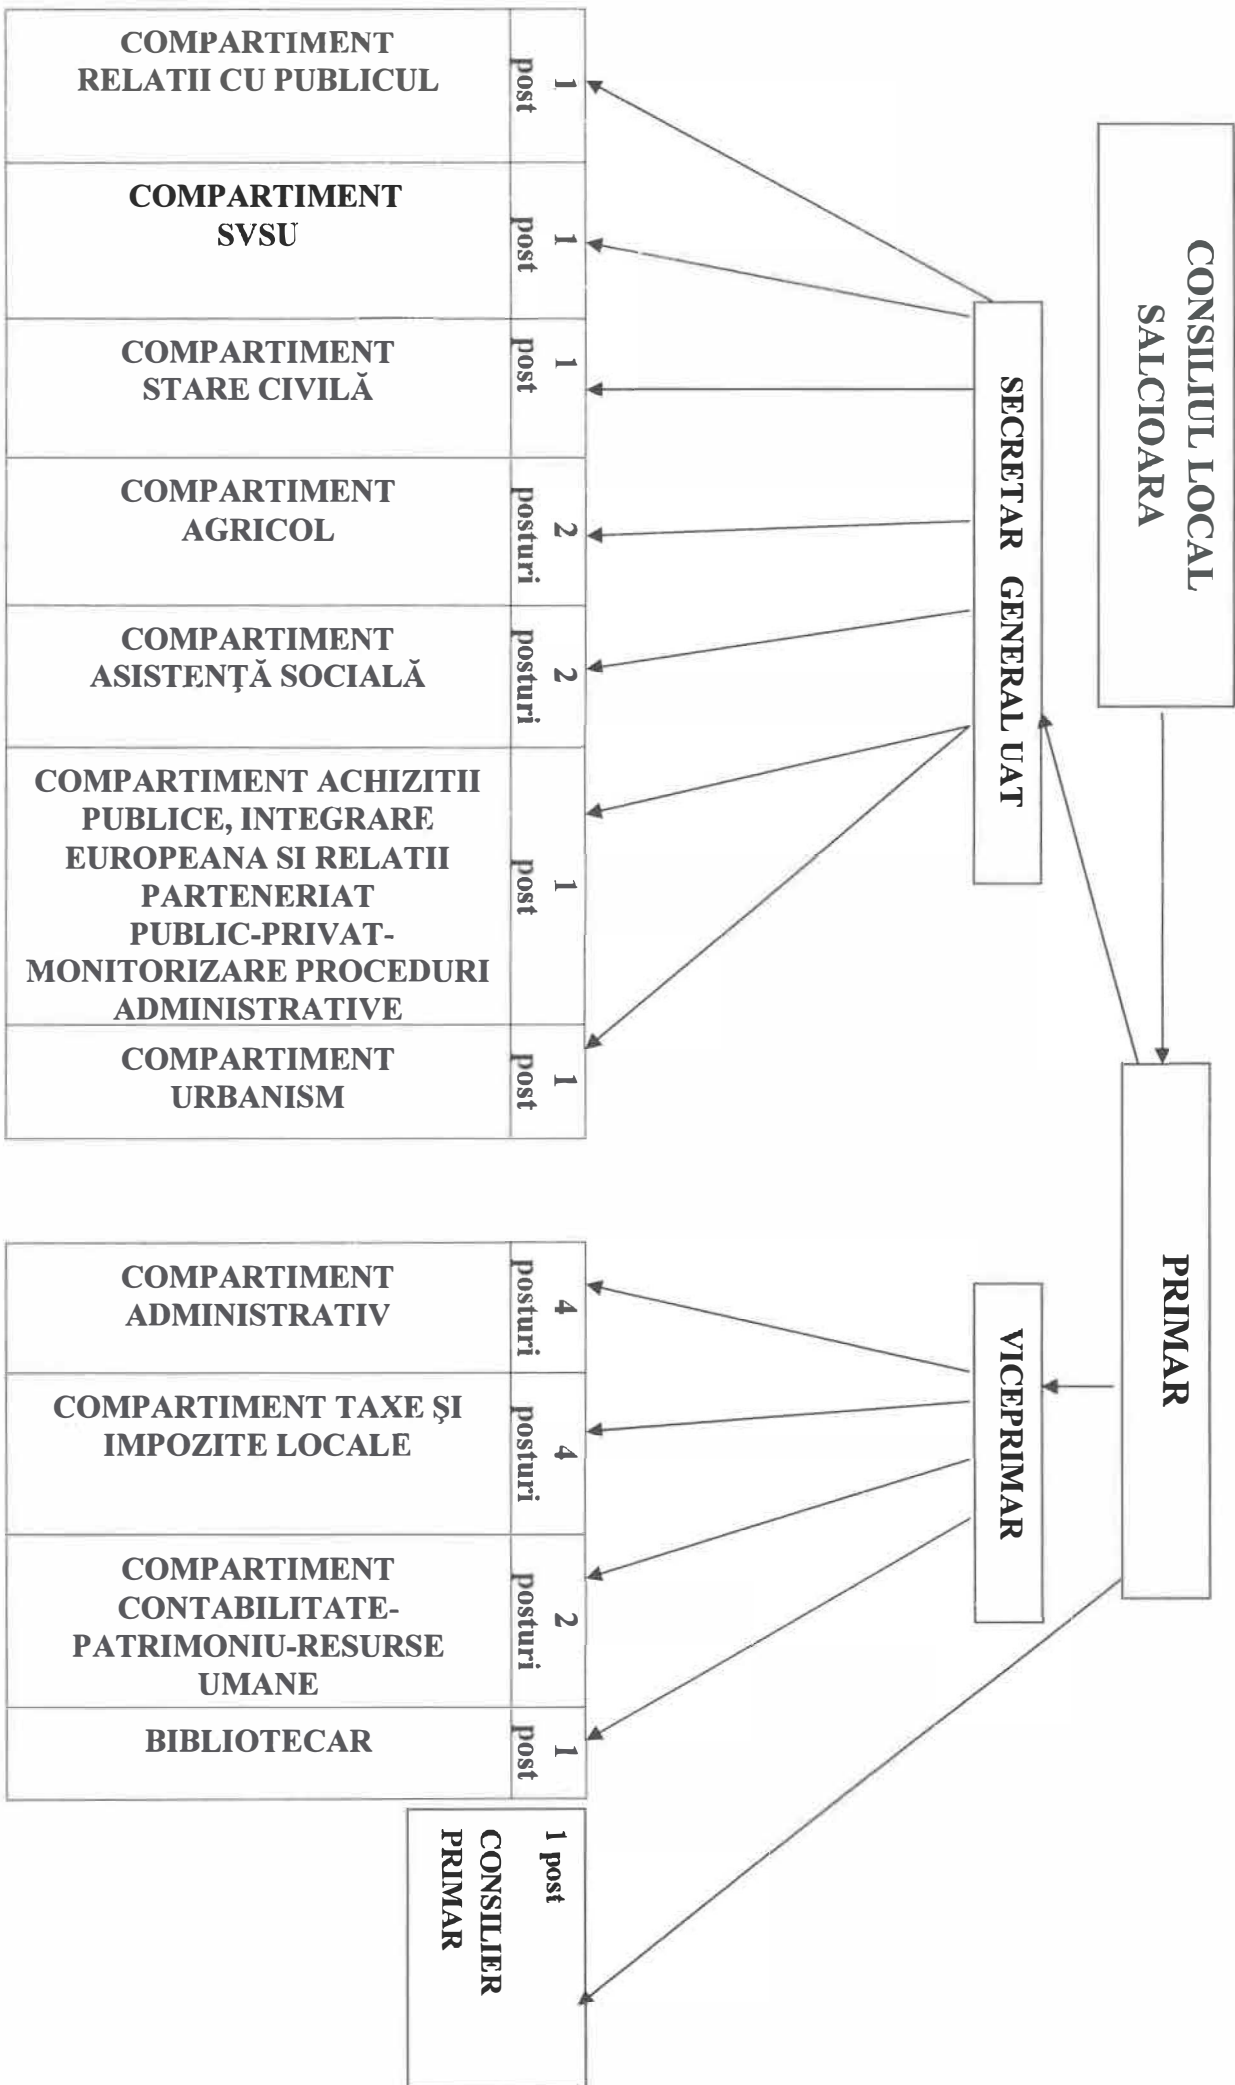 CONSILIUL LOCAL
SALCIOARA
PRIMAR
SECRETAR GENERAL UAT
VICEPRIMAR
1
post
COMPARTIMENT
RELATII CU PUBLICUL
1
post
COMPARTIMENT
SVSU
1
post
COMPARTIMENT
STARE CIVILĂ
2
posturi
COMPARTIMENT
AGRICOL
2
posturi
COMPARTIMENT
ASISTENŢĂ SOCIALĂ
1
post
COMPARTIMENT ACHIZITII
PUBLICE, INTEGRARE
EUROPEANA SI RELATII
PARTENERIAT
PUBLIC-PRIVAT-
MONITORIZARE PROCEDURI
ADMINISTRATIVE
1
post
COMPARTIMENT
URBANISM
4
posturi
COMPARTIMENT
ADMINISTRATIV
4
posturi
COMPARTIMENT TAXE ŞI
IMPOZITE LOCALE
2
posturi
COMPARTIMENT
CONTABILITATE-
PATRIMONIU-RESURSE
UMANE
1
post
BIBLIOTECAR
1 post
CONSILIER
PRIMAR